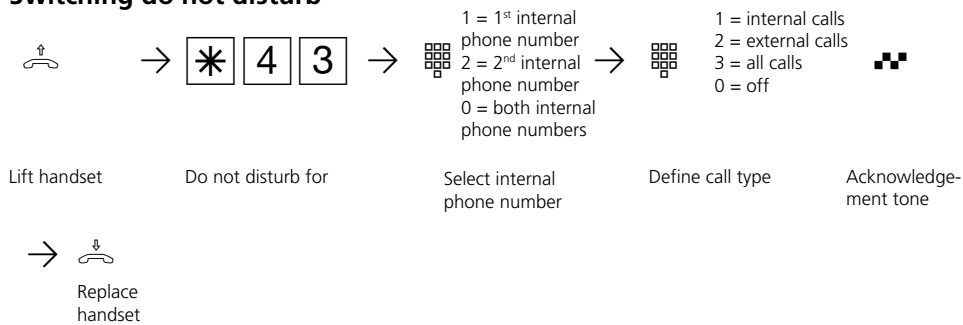 Switching do not disturb
* 4 3
1 = 1st internal
phone number
2 = 2nd internal
phone number
0 = both internal
phone numbers
1 = internal calls
2 = external calls
3 = all calls
0 = off
Lift handset
Do not disturb for
Select internal
phone number
Define call type
Acknowledge-
ment tone
Replace
handset